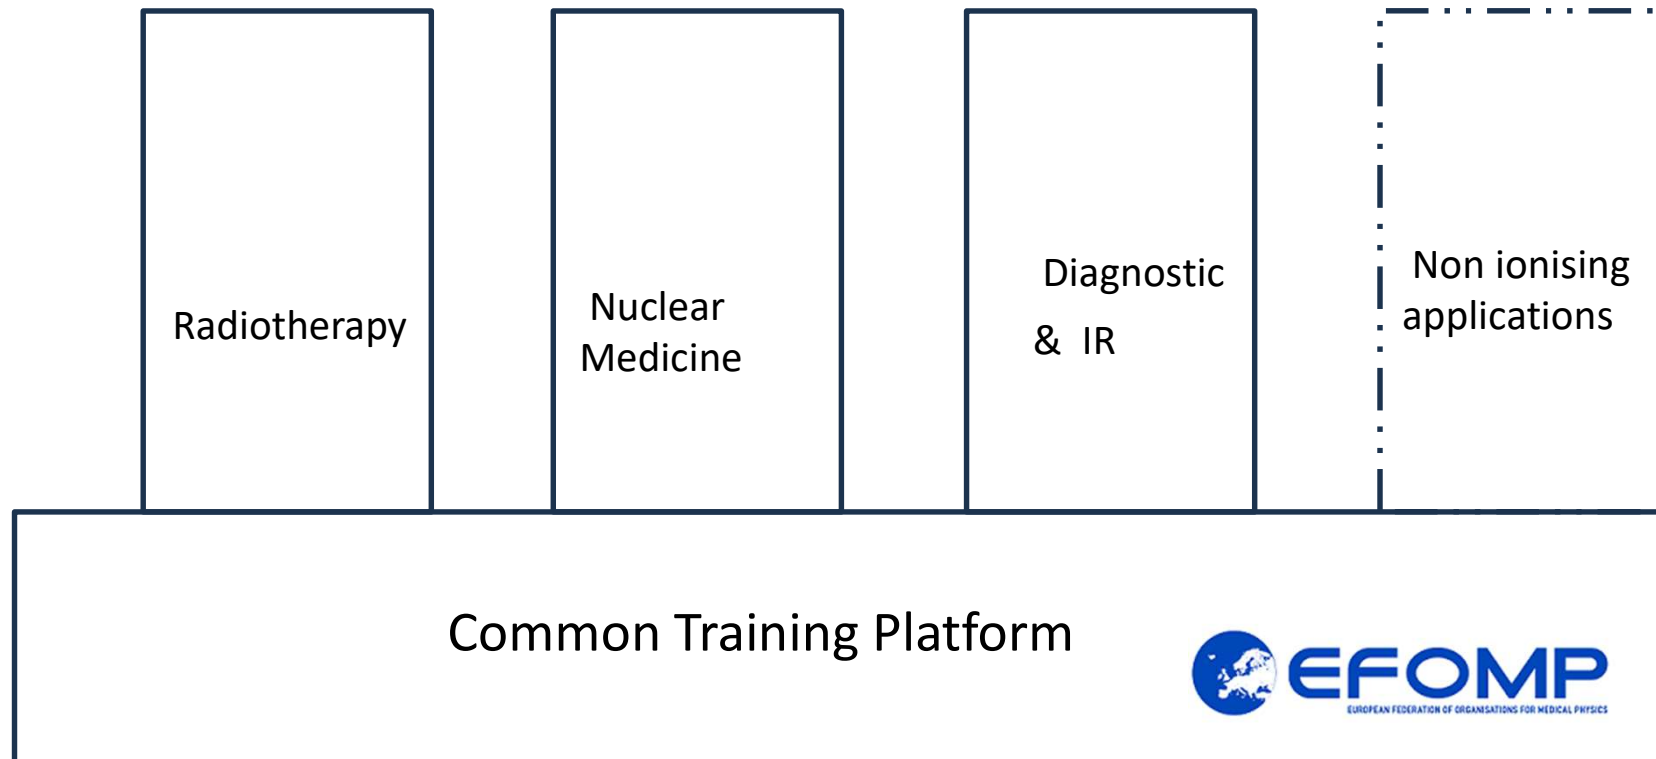 Radiotherapy
Nuclear
Medicine
Diagnostic
& IR
Non ionising
applications
Common Training Platform
EFOMP
EUROPEAN FEDERATION OF ORGANISATIONS FOR MEDICAL PHYSICS